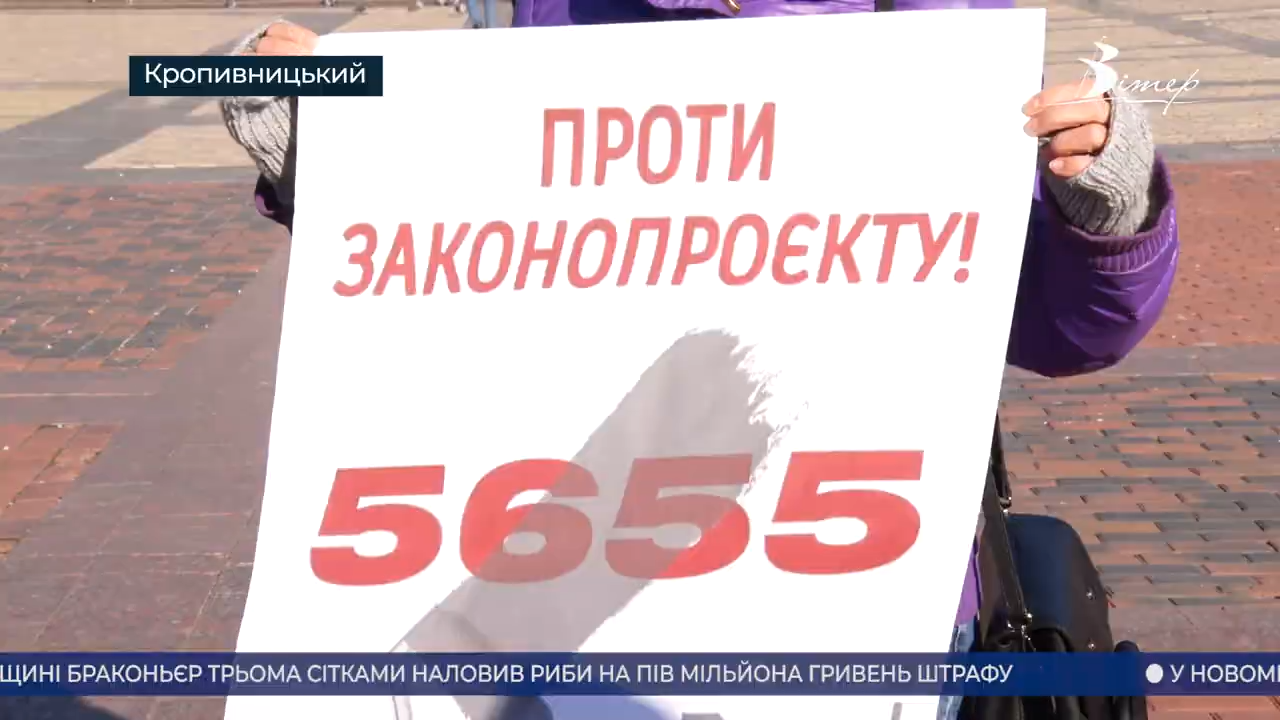 Кропивницький
Вітер
ПРОТИ
ЗАКОНОПРОЄКТУ!
5655
ЩИНІ БРАКОНЬЄР ТРЬОМА СІТКАМИ НАЛОВИВ РИБИ НА ПІВ МІЛЬЙОНА ГРИВЕНЬ ШТРАФУ
У НОВОМ